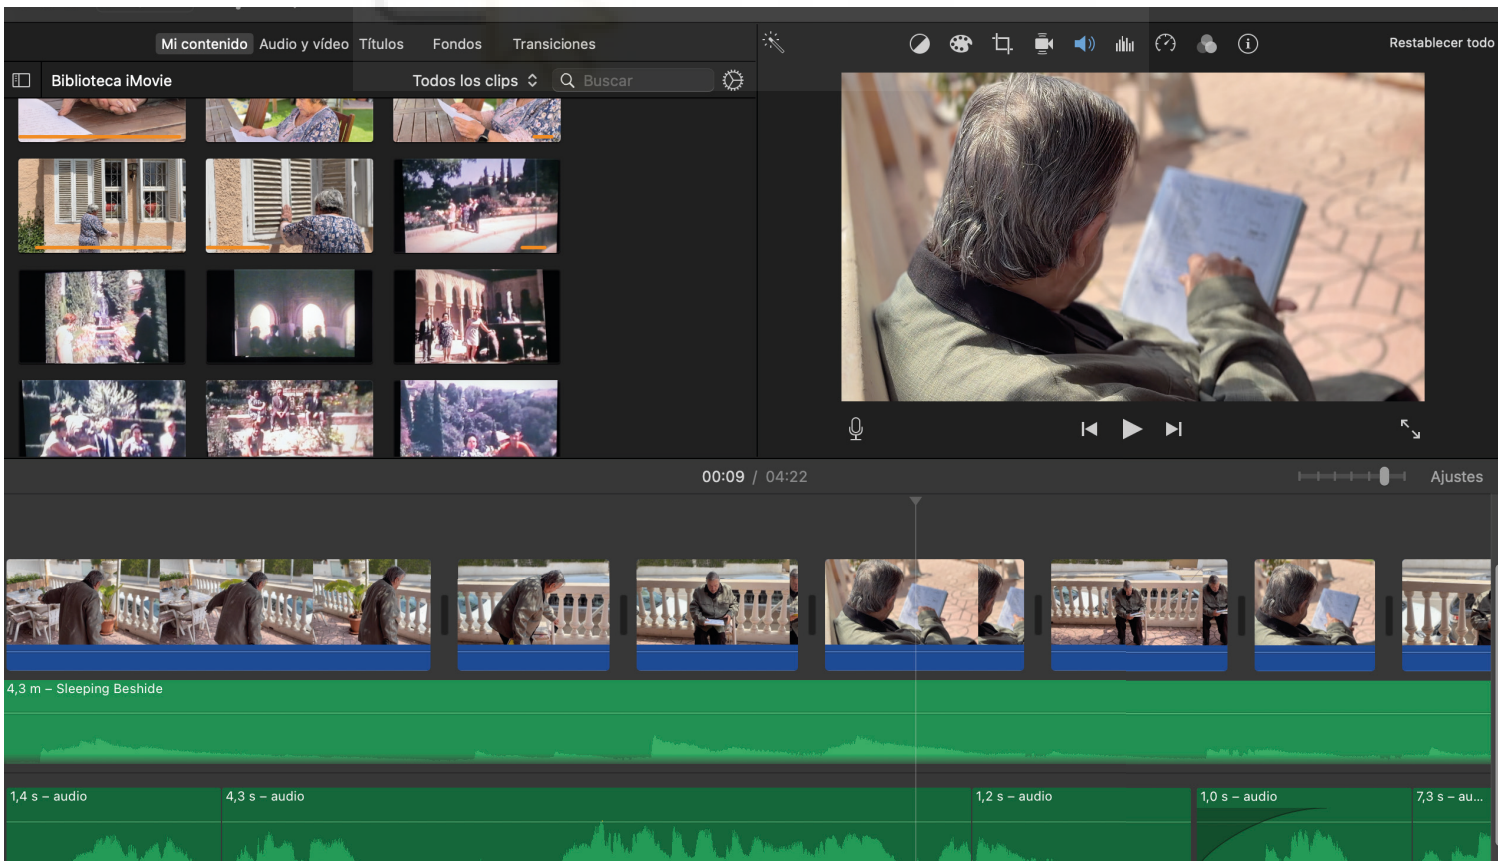 Mi contenido Audio y vídeo Títulos Fondos Transiciones
Restablecer todo
Biblioteca iMovie Todos los clips Buscar
00:09 / 04:22 Ajustes
4,3 m – Sleeping Beshide
1,4 s – audio 4,3 s – audio 1,2 s – audio 1,0 s – audio 7,3 s – au...